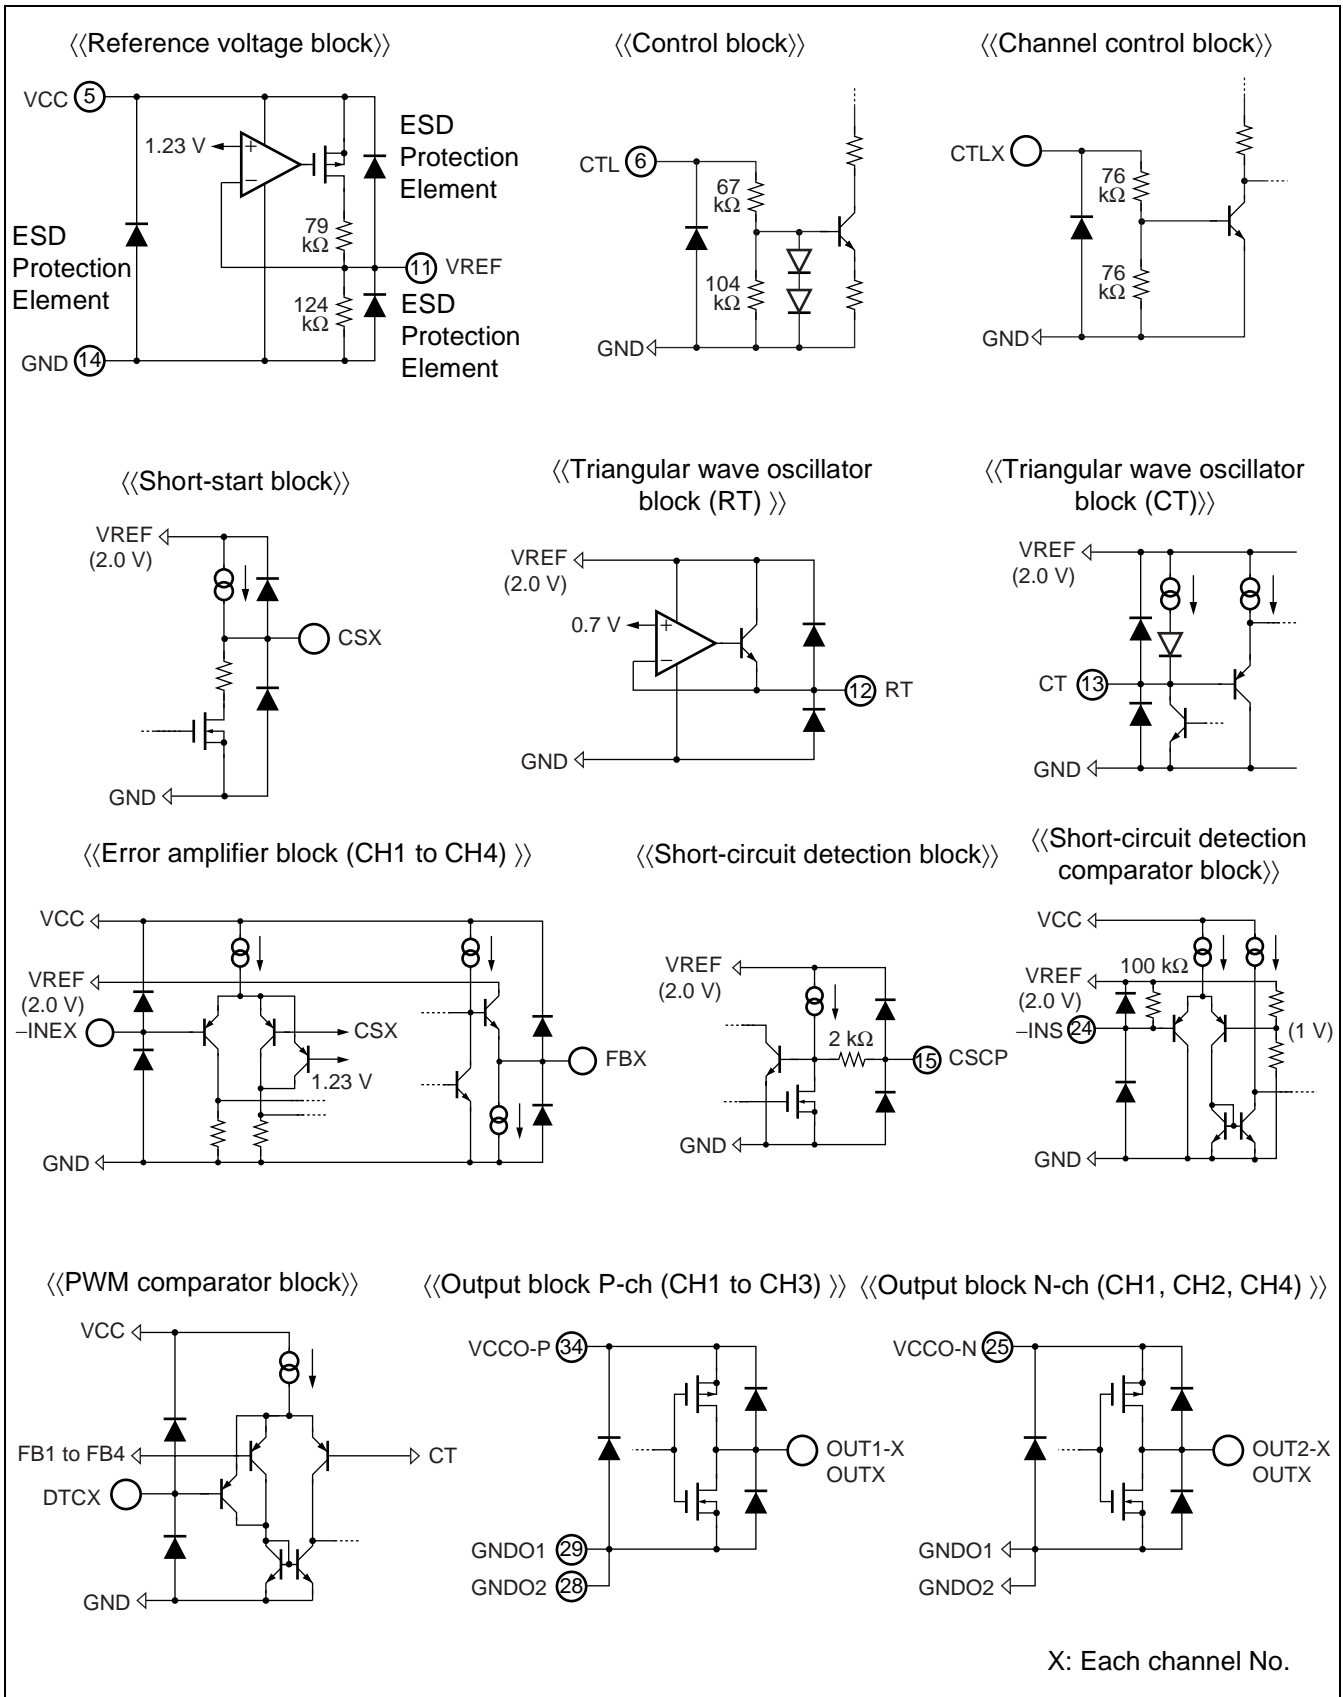 ⟨⟨Reference voltage block⟩⟩
⟨⟨Control block⟩⟩
⟨⟨Channel control block⟩⟩
VCC 5
1.23 V
+
−
ESD
Protection
Element
79
kΩ
ESD
Protection
Element
11 VREF
124
kΩ
ESD
Protection
Element
GND 14
CTL 6
67
kΩ
104
kΩ
GND
CTLX
76
kΩ
76
kΩ
GND
⟨⟨Short-start block⟩⟩
⟨⟨Triangular wave oscillator
block (RT) ⟩⟩
⟨⟨Triangular wave oscillator
block (CT)⟩⟩
VREF
(2.0 V)
CSX
GND
VREF
(2.0 V)
0.7 V
+
−
12 RT
GND
VREF
(2.0 V)
CT 13
GND
⟨⟨Error amplifier block (CH1 to CH4) ⟩⟩
⟨⟨Short-circuit detection block⟩⟩
⟨⟨Short-circuit detection
comparator block⟩⟩
VCC
VREF
(2.0 V)
–INEX
CSX
1.23 V
FBX
GND
VREF
(2.0 V)
2 kΩ
15 CSCP
GND
VCC
VREF
(2.0 V)
100 kΩ
–INS 24
(1 V)
GND
⟨⟨PWM comparator block⟩⟩
⟨⟨Output block P-ch (CH1 to CH3) ⟩⟩
⟨⟨Output block N-ch (CH1, CH2, CH4) ⟩⟩
VCC
FB1 to FB4
CT
DTCX
GND
VCCO-P 34
OUT1-X
OUTX
GNDO1 29
GNDO2 28
VCCO-N 25
OUT2-X
OUTX
GNDO1
GNDO2
X: Each channel No.